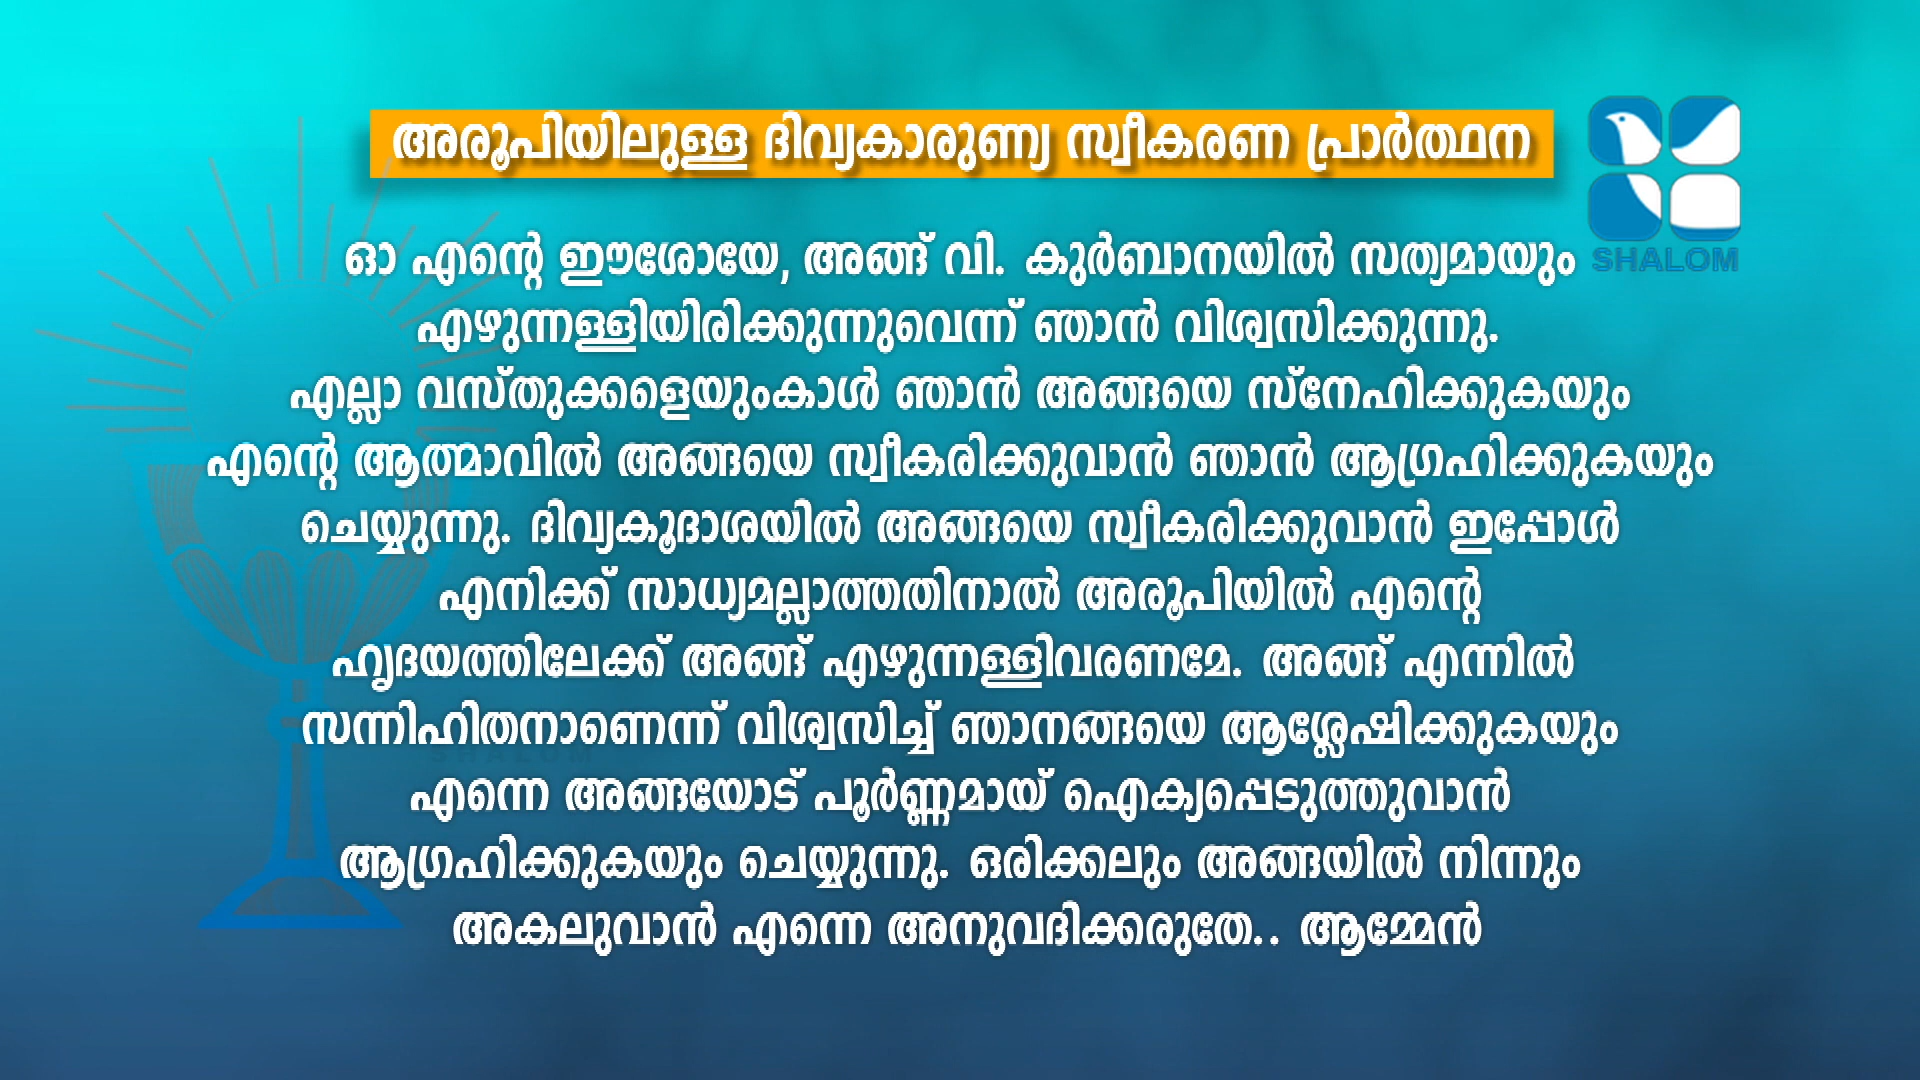 അരൂപിയിലുള്ള ദിവ്യകാരുണ്യ സ്വീകരണ പ്രാർത്ഥന
SHALOM
ഓ എന്റെ ഈശോയേ, അങ്ങ് വി. കുർബാനയിൽ സത്യമായും
എഴുന്നള്ളിയിരിക്കുന്നുവെന്ന് ഞാൻ വിശ്വസിക്കുന്നു.
എല്ലാ വസ്തുക്കളെയുംകാൾ ഞാൻ അങ്ങയെ സ്നേഹിക്കുകയും
എന്റെ ആത്മാവിൽ അങ്ങയെ സ്വീകരിക്കുവാൻ ഞാൻ ആഗ്രഹിക്കുകയും
ചെയ്യുന്നു. ദിവ്യകൂദാശയിൽ അങ്ങയെ സ്വീകരിക്കുവാൻ ഇപ്പോൾ
എനിക്ക് സാധ്യമല്ലാത്തതിനാൽ അരൂപിയിൽ എന്റെ
ഹൃദയത്തിലേക്ക് അങ്ങ് എഴുന്നള്ളിവരണമേ. അങ്ങ് എന്നിൽ
സന്നിഹിതനാണെന്ന് വിശ്വസിച്ച് ഞാനങ്ങയെ ആശ്ലേഷിക്കുകയും
SHALOM
എന്നെ അങ്ങയോട് പൂർണ്ണമായ് ഐക്യപ്പെടുത്തുവാൻ
ആഗ്രഹിക്കുകയും ചെയ്യുന്നു. ഒരിക്കലും അങ്ങയിൽ നിന്നും
അകലുവാൻ എന്നെ അനുവദിക്കരുതേ.. ആമ്മേൻ